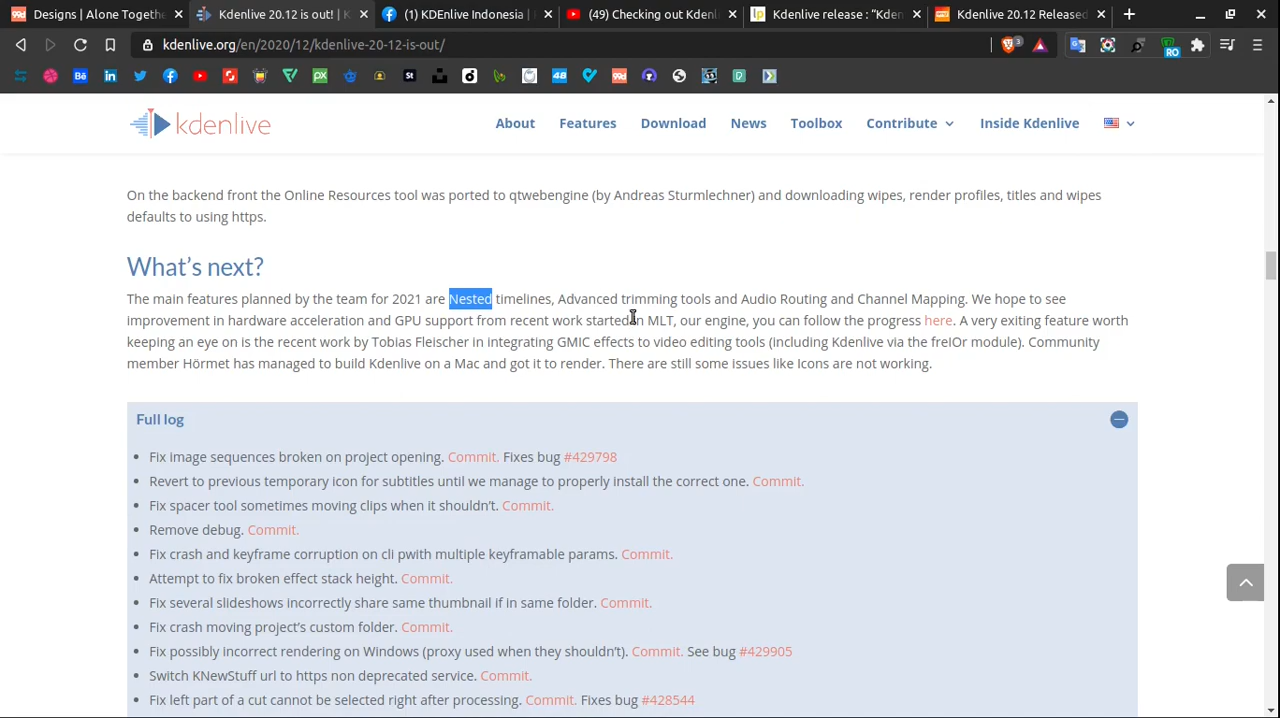 Designs | Alone Togethe
Kdenlive 20.12 is out! | K
(1) KDEnlive Indonesia |
(49) Checking out Kdenl
Kdenlive release : “Kden
Kdenlive 20.12 Released
kdenlive.org/en/2020/12/kdenlive-20-12-is-out/
kdenlive
About
Features
Download
News
Toolbox
Contribute
Inside Kdenlive
On the backend front the Online Resources tool was ported to qtwebengine (by Andreas Sturmlechner) and downloading wipes, render profiles, titles and wipes
defaults to using https.
What’s next?
The main features planned by the team for 2021 are Nested timelines, Advanced trimming tools and Audio Routing and Channel Mapping. We hope to see
improvement in hardware acceleration and GPU support from recent work started in MLT, our engine, you can follow the progress here. A very exiting feature worth
keeping an eye on is the recent work by Tobias Fleischer in integrating GMIC effects to video editing tools (including Kdenlive via the freIOr module). Community
member Hörmet has managed to build Kdenlive on a Mac and got it to render. There are still some issues like Icons are not working.
Full log
Fix image sequences broken on project opening. Commit. Fixes bug #429798
Revert to previous temporary icon for subtitles until we manage to properly install the correct one. Commit.
Fix spacer tool sometimes moving clips when it shouldn’t. Commit.
Remove debug. Commit.
Fix crash and keyframe corruption on cli pwith multiple keyframable params. Commit.
Attempt to fix broken effect stack height. Commit.
Fix several slideshows incorrectly share same thumbnail if in same folder. Commit.
Fix crash moving project’s custom folder. Commit.
Fix possibly incorrect rendering on Windows (proxy used when they shouldn’t). Commit. See bug #429905
Switch KNewStuff url to https non deprecated service. Commit.
Fix left part of a cut cannot be selected right after processing. Commit. Fixes bug #428544